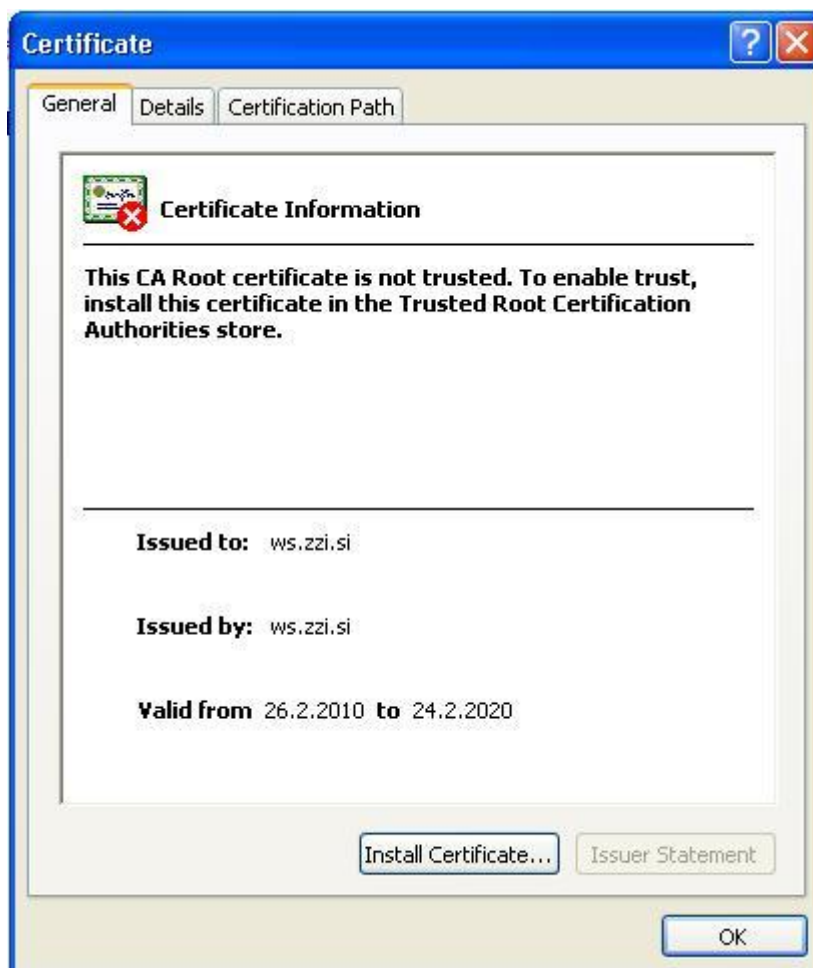 Certificate
General Details Certification Path
Certificate Information
This CA Root certificate is not trusted. To enable trust,
install this certificate in the Trusted Root Certification
Authorities store.
Issued to: ws.zzi.si
Issued by: ws.zzi.si
Valid from 26.2.2010 to 24.2.2020
Install Certificate... Issuer Statement
OK